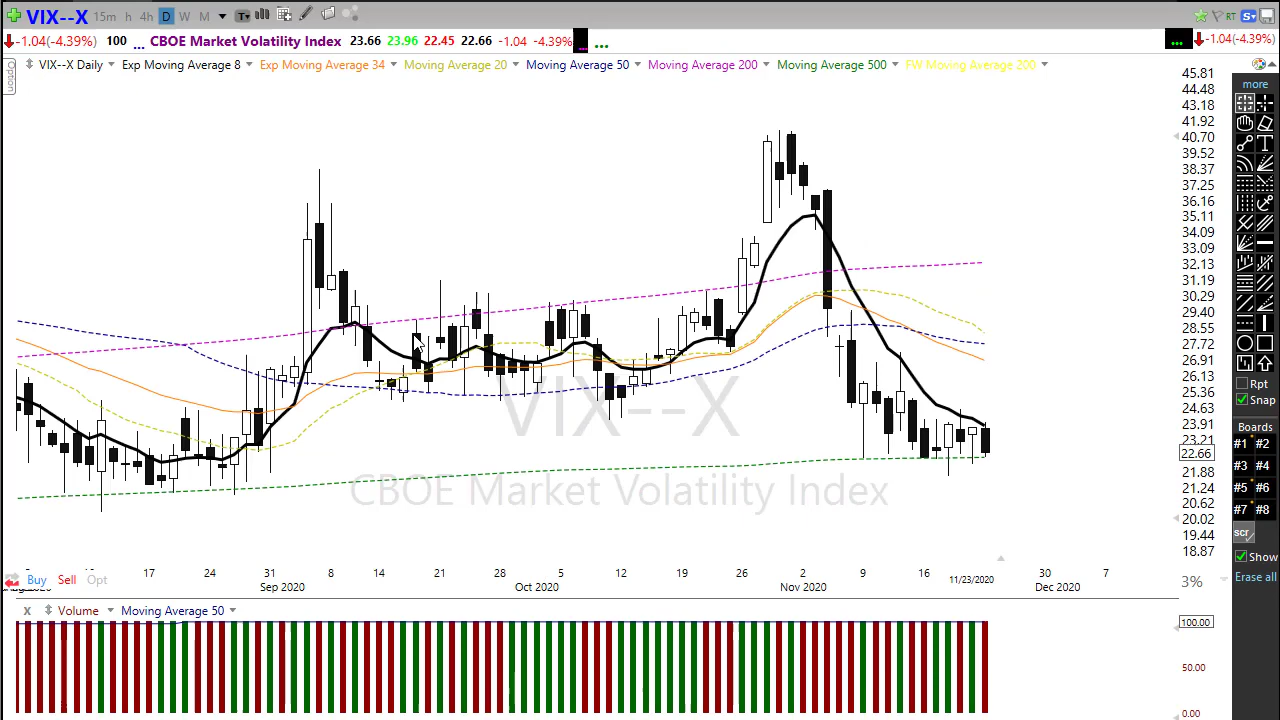 VIX--X 15m h 4h D W M T RT S
-1.04(-4.39%) 100 ... CBOE Market Volatility Index 23.66 23.96 22.45 22.66 -1.04 -4.39% ... ... ... -1.04(-4.39%)
Option
VIX--X Daily Exp Moving Average 8 Exp Moving Average 34 Moving Average 20 Moving Average 50 Moving Average 200 Moving Average 500 FW Moving Average 200
45.81
44.48
43.18
41.92
40.70
39.52
38.37
37.25
36.16
35.11
34.09
33.09
32.13
31.19
30.29
29.40
28.55
27.72
26.91
26.13
25.36
24.63
23.91
23.21
22.66
21.88
21.24
20.62
20.02
19.44
18.87
VIX--X
CBOE Market Volatility Index
more
T
Rpt
Snap
Boards
#1 #2
#3 #4
#5 #6
#7 #8
scr
Show
Erase all
17 24 31 8 14 21 28 5 12 19 26 2 9 16 11/23/2020 30 7
Sep 2020 Oct 2020 Nov 2020 Dec 2020
Buy Sell Opt
3%
X Volume Moving Average 50
100.00
50.00
0.00